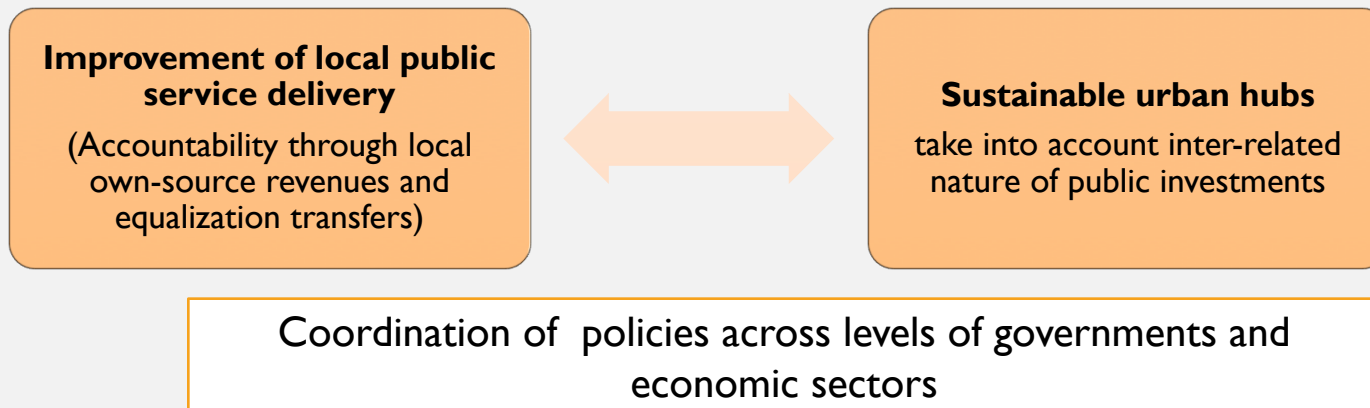 Improvement of local public
service delivery
(Accountability through local
own-source revenues and
equalization transfers)
Sustainable urban hubs
take into account inter-related
nature of public investments
Coordination of  policies across levels of governments and
economic sectors